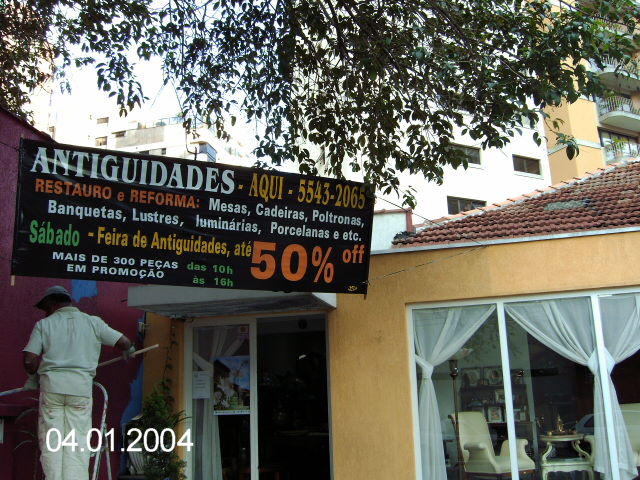 ANTIGUIDADES - AQUI - 5543-2065
RESTAURO e REFORMA: Mesas, Cadeiras, Poltronas,
Banquetas, Lustres, luminárias, Porcelanas e etc.
Sábado - Feira de Antiguidades, até 50% off
MAIS DE 300 PEÇAS
EM PROMOÇÃO
das 10h
às 16h
04.01.2004